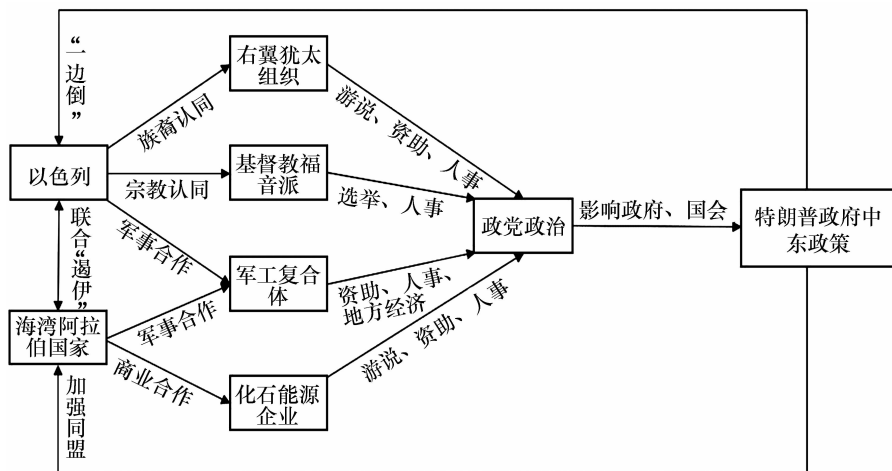 “一边倒”
右翼犹太
组织
族裔认同
游说、资助、人事
以色列
宗教认同
基督教福
音派
选举、人事
政党政治
影响政府、国会
特朗普政府中
东政策
联合“遏伊”
军事合作
军工复合
体
资助、人事、
地方经济
海湾阿拉
伯国家
军事合作
商业合作
化石能源
企业
游说、资助、人事
加强同盟